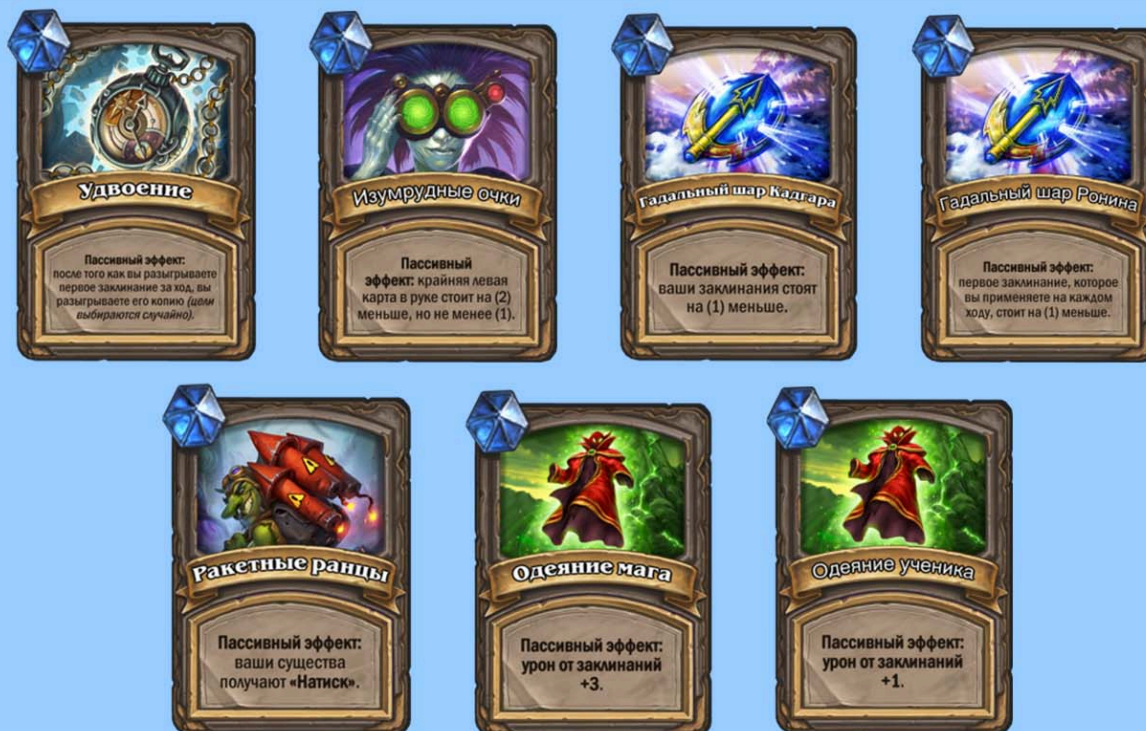 Удвоение
Пассивный эффект:
после того как вы разыгрываете
первое заклинание за ход, вы
разыгрываете его копию (цели
выбираются случайно).
Изумрудные очки
Пассивный
эффект: крайняя левая
карта в руке стоит на (2)
меньше, но не менее (1).
Гадальный шар Кадгара
Пассивный эффект:
ваши заклинания стоят
на (1) меньше.
Гадальный шар Ронина
Пассивный эффект:
первое заклинание, которое
вы применяете на каждом
ходу, стоит на (1) меньше.
Ракетные ранцы
Пассивный эффект:
ваши существа
получают «Натиск».
Одеяние мага
Пассивный эффект:
урон от заклинаний
+3.
Одеяние ученика
Пассивный эффект:
урон от заклинаний
+1.